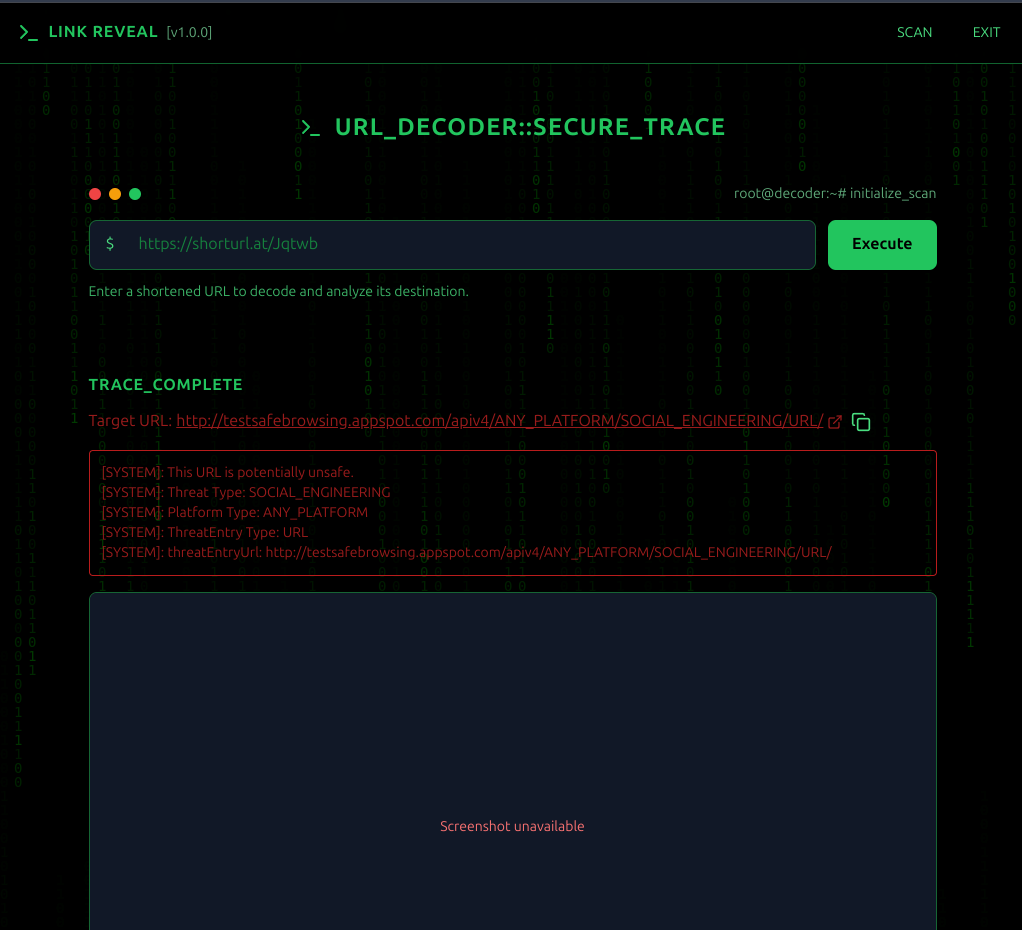 >_ LINK REVEAL [v1.0.0]
SCAN
EXIT
>_ URL_DECODER::SECURE_TRACE
root@decoder:~# initialize_scan
$ https://shorturl.at/Jqtwb
Execute
Enter a shortened URL to decode and analyze its destination.
TRACE_COMPLETE
Target URL: http://testsafebrowsing.appspot.com/apiv4/ANY_PLATFORM/SOCIAL_ENGINEERING/URL/
[SYSTEM]: This URL is potentially unsafe.
[SYSTEM]: Threat Type: SOCIAL_ENGINEERING
[SYSTEM]: Platform Type: ANY_PLATFORM
[SYSTEM]: ThreatEntry Type: URL
[SYSTEM]: threatEntryUrl: http://testsafebrowsing.appspot.com/apiv4/ANY_PLATFORM/SOCIAL_ENGINEERING/URL/
Screenshot unavailable